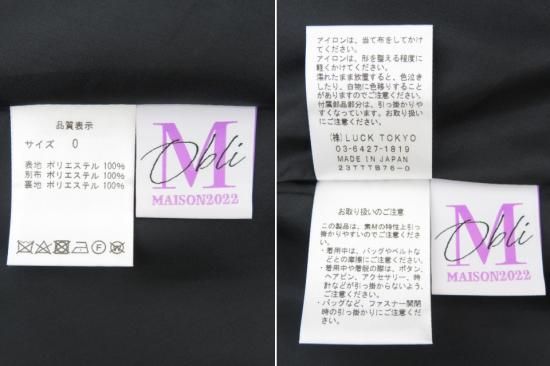 品質表示
サイズ 0
表地 ポリエステル 100%
別布 ポリエステル 100%
裏地 ポリエステル 100%
M
Obli
MAISON2022
アイロンは、当て布をしてかけ
てください。
アイロンは、形を整える程度に
軽くかけてください。
濡れたまま放置すると、色泣き
したり、白物に色移りすること
がありますのでご注意ください。
付属部品部分は、引っ掛かりや
すくなっています。お取り扱い
にご注意ください。
(株)LUCK TOKYO
03-6427-1819
MADE IN JAPAN
23TTTB76-0
お取り扱いのご注意
この製品は、素材の特性上引っ
掛かりやすいのでご注意ください。
・着用中は、バッグやベルトな
どとの摩擦にご注意ください。
・着用中や着脱の際は、ボタン、
ヘアピン、アクセサリー、時
計などが引っ掛からないよう、
ご注意ください。
・バッグなど、ファスナー開閉
時の引っ掛かりにご注意くだ
さい。
M
Obli
MAISON2022